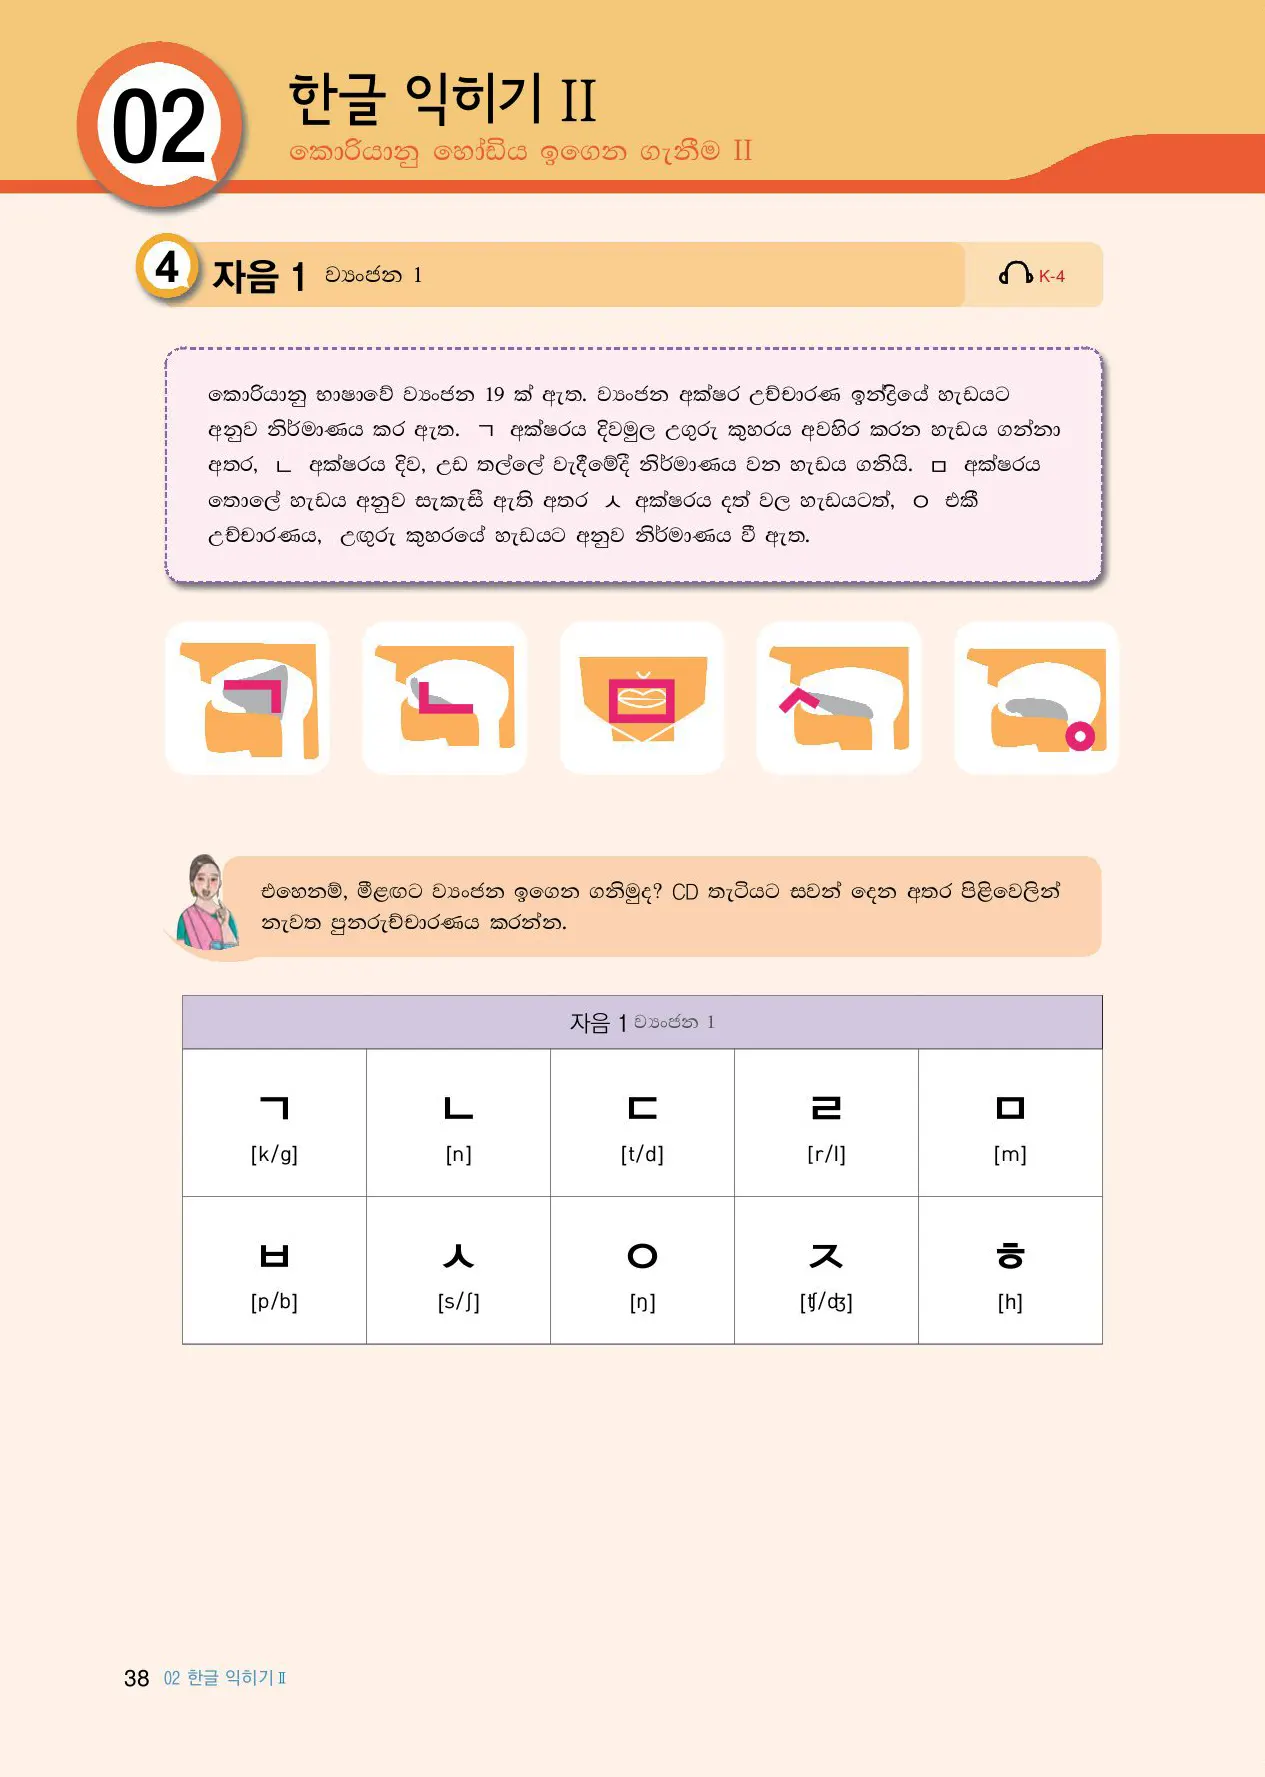 02
한글 익히기 II
කොරියානු හෝඩිය ඉගෙන ගැනීම II
4 자음 1 ව්‍යංජන 1 K-4
කොරියානු භාෂාවේ ව්‍යංජන 19 ක් ඇත. ව්‍යංජන අක්ෂර උච්චාරණ ඉන්ද්‍රියේ හැඩයට
අනුව නිර්මාණය කර ඇත. ㄱ අක්ෂරය දිවමුල උගුරු කුහරය අවහිර කරන හැඩය ගන්නා
අතර, ㄴ අක්ෂරය දිව, උඩ තල්ලේ වැදීමේදී නිර්මාණය වන හැඩය ගනියි. ㅁ අක්ෂරය
තොලේ හැඩය අනුව සැකැසී ඇති අතර ㅅ අක්ෂරය දත් වල හැඩයටත්, ㅇ එකී
උච්චාරණය, උඟුරු කුහරයේ හැඩයට අනුව නිර්මාණය වී ඇත.
ㄱ ㄴ ㅁ ㅅ ㅇ
එහෙනම්, මීළඟට ව්‍යංජන ඉගෙන ගනිමුද? CD තැටියට සවන් දෙන අතර පිළිවෙලින්
නැවත පුනරුච්චාරණය කරන්න.
자음 1 ව්‍යංජන 1
ㄱ ㄴ ㄷ ㄹ ㅁ
[k/g] [n] [t/d] [r/l] [m]
ㅂ ㅅ ㅇ ㅈ ㅎ
[p/b] [s/ʃ] [ŋ] [ʧ/ʤ] [h]
38 02 한글 익히기 II